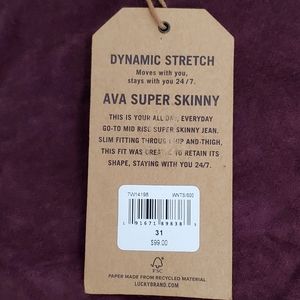 DYNAMIC STRETCH
Moves with you,
stays with you 24/7.
AVA SUPER SKINNY
THIS IS YOUR ALL DAY, EVERYDAY
GO-TO MID RISE SUPER SKINNY JEAN.
SLIM FITTING THROUGH HIP AND THIGH,
THIS FIT WAS CREATED TO RETAIN ITS
SHAPE, STAYING WITH YOU 24/7.
7W14198
31
$99.00
FSC
PAPER MADE FROM RECYCLED MATERIAL
LUCKYBRAND.COM